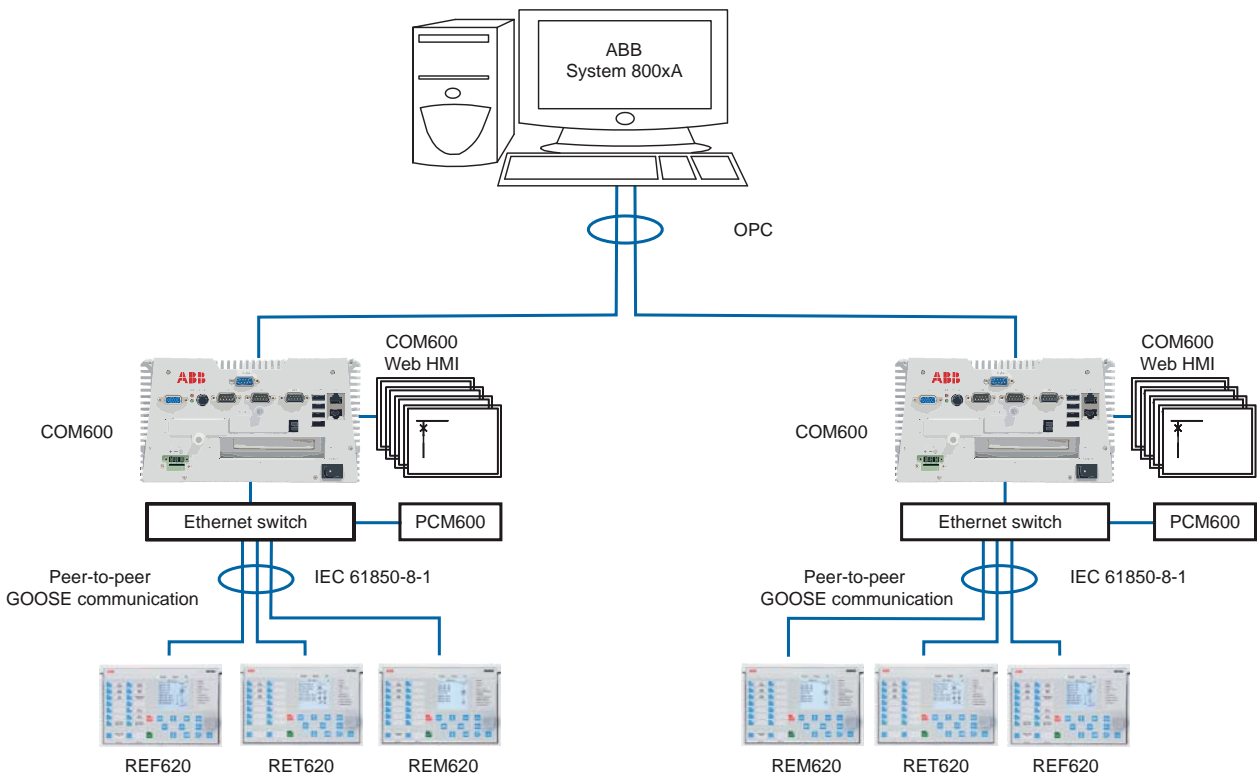 ABB
System 800xA
OPC
COM600
Web HMI
COM600
Web HMI
ABB
ABB
COM600
COM600
Ethernet switch
PCM600
Ethernet switch
PCM600
Peer-to-peer
GOOSE communication
IEC 61850-8-1
Peer-to-peer
GOOSE communication
IEC 61850-8-1
REF620
RET620
REM620
REM620
RET620
REF620